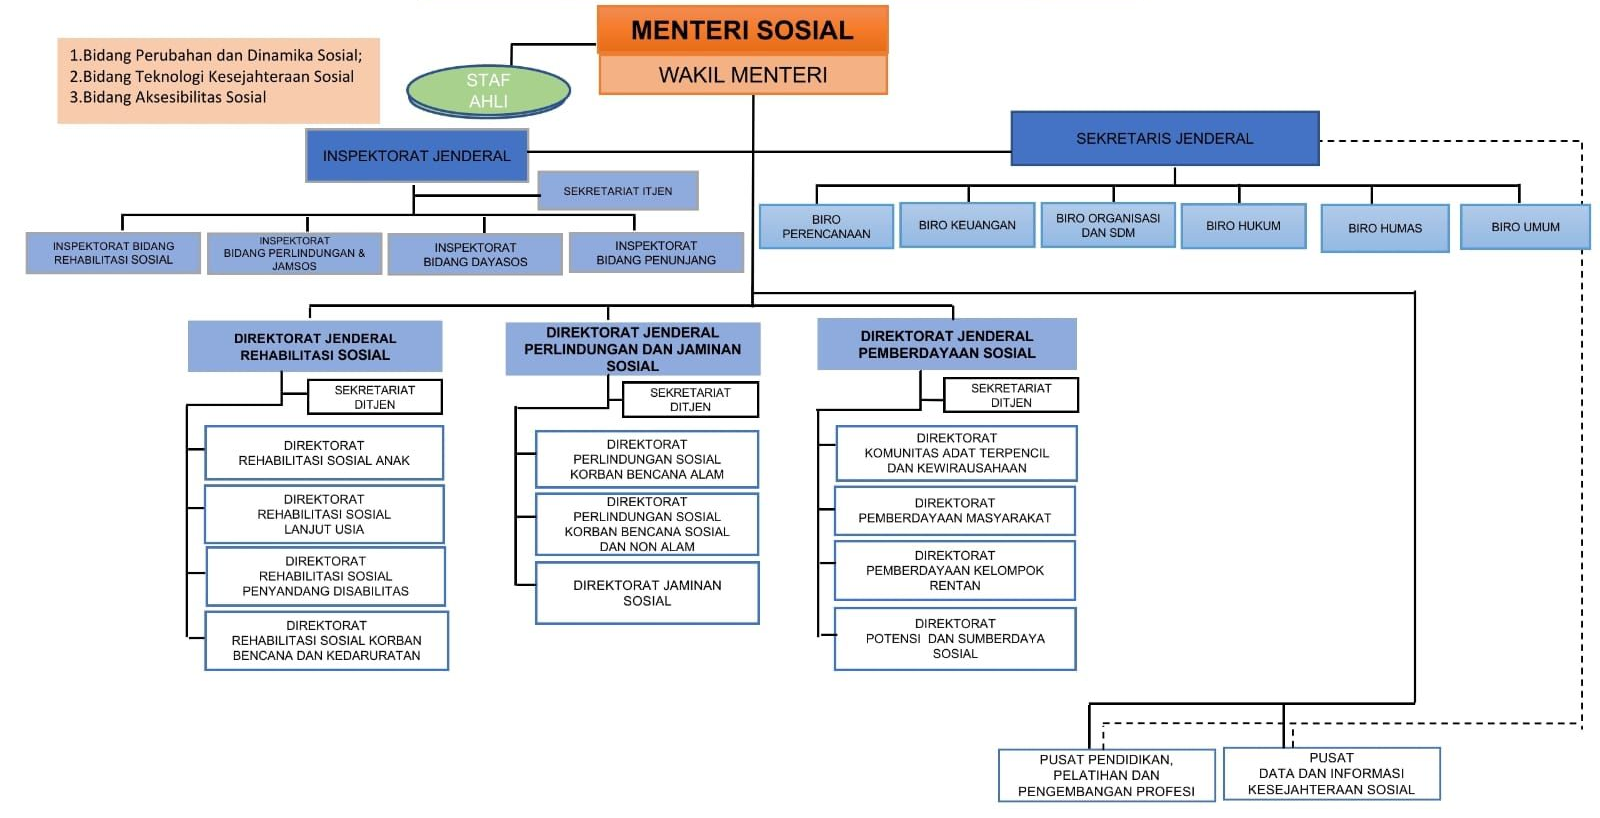 MENTERI SOSIAL
WAKIL MENTERI
1.Bidang Perubahan dan Dinamika Sosial;
2.Bidang Teknologi Kesejahteraan Sosial
3.Bidang Aksesibilitas Sosial
STAF
AHLI
INSPEKTORAT JENDERAL
SEKRETARIS JENDERAL
SEKRETARIAT ITJEN
INSPEKTORAT BIDANG
REHABILITASI SOSIAL
INSPEKTORAT
BIDANG PERLINDUNGAN &
JAMSOS
INSPEKTORAT
BIDANG DAYASOS
INSPEKTORAT
BIDANG PENUNJANG
BIRO
PERENCANAAN
BIRO KEUANGAN
BIRO ORGANISASI
DAN SDM
BIRO HUKUM
BIRO HUMAS
BIRO UMUM
DIREKTORAT JENDERAL
REHABILITASI SOSIAL
SEKRETARIAT
DITJEN
DIREKTORAT
REHABILITASI SOSIAL ANAK
DIREKTORAT
REHABILITASI SOSIAL
LANJUT USIA
DIREKTORAT
REHABILITASI SOSIAL
PENYANDANG DISABILITAS
DIREKTORAT
REHABILITASI SOSIAL KORBAN
BENCANA DAN KEDARURATAN
DIREKTORAT JENDERAL
PERLINDUNGAN DAN JAMINAN
SOSIAL
SEKRETARIAT
DITJEN
DIREKTORAT
PERLINDUNGAN SOSIAL
KORBAN BENCANA ALAM
DIREKTORAT
PERLINDUNGAN SOSIAL
KORBAN BENCANA SOSIAL
DAN NON ALAM
DIREKTORAT JAMINAN
SOSIAL
DIREKTORAT JENDERAL
PEMBERDAYAAN SOSIAL
SEKRETARIAT
DITJEN
DIREKTORAT
KOMUNITAS ADAT TERPENCIL
DAN KEWIRAUSAHAAN
DIREKTORAT
PEMBERDAYAAN MASYARAKAT
DIREKTORAT
PEMBERDAYAAN KELOMPOK
RENTAN
DIREKTORAT
POTENSI DAN SUMBERDAYA
SOSIAL
PUSAT PENDIDIKAN,
PELATIHAN DAN
PENGEMBANGAN PROFESI
PUSAT
DATA DAN INFORMASI
KESEJAHTERAAN SOSIAL